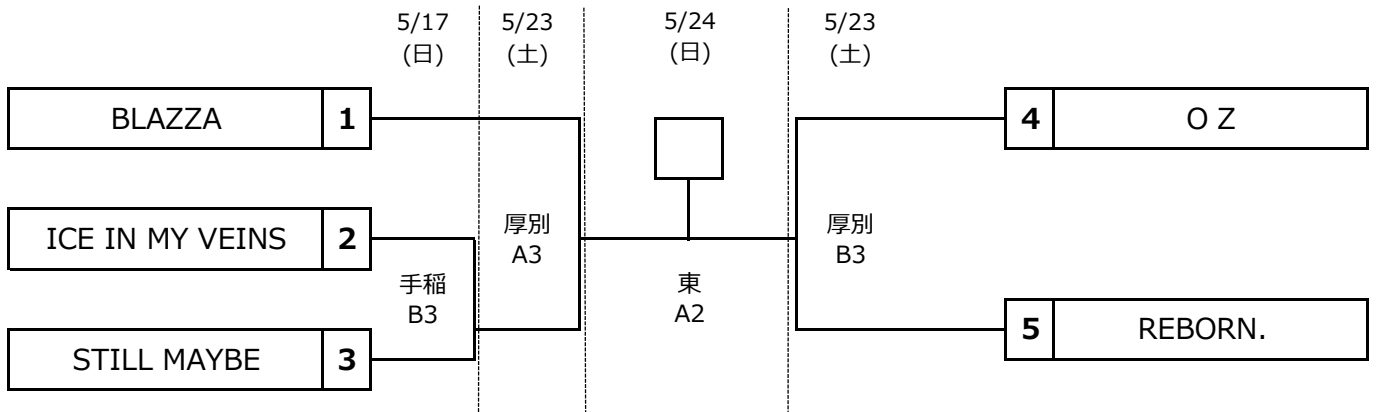 5/17
(日)
5/23
(土)
5/24
(日)
5/23
(土)
BLAZZA 1
4 O Z
ICE IN MY VEINS 2
厚別
A3
厚別
B3
手稲
B3
東
A2
STILL MAYBE 3
5 REBORN.